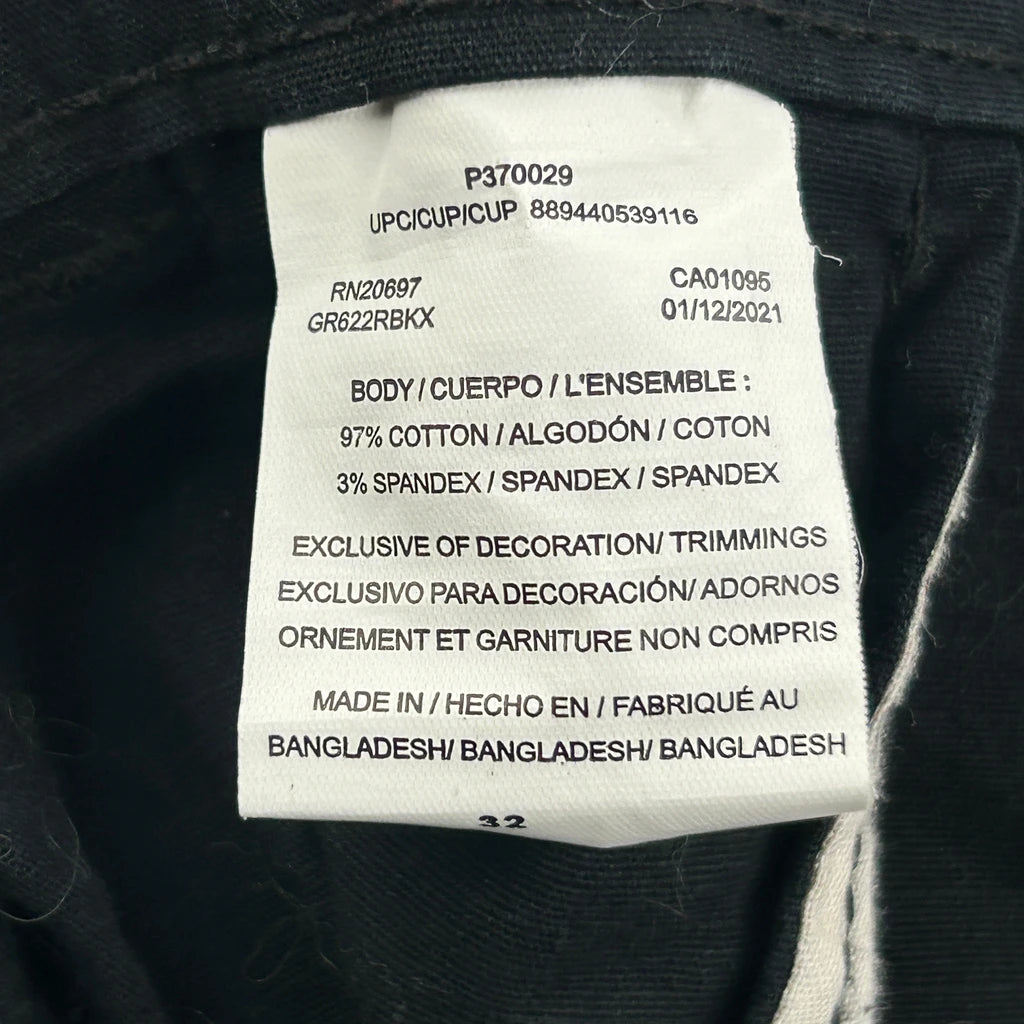 P370029
UPC/CUP/CUP 889440539116
RN20697
GR622RBKX
CA01095
01/12/2021
BODY / CUERPO / L'ENSEMBLE :
97% COTTON / ALGODÓN / COTON
3% SPANDEX / SPANDEX / SPANDEX
EXCLUSIVE OF DECORATION/ TRIMMINGS
EXCLUSIVO PARA DECORACIÓN/ ADORNOS
ORNEMENT ET GARNITURE NON COMPRIS
MADE IN / HECHO EN / FABRIQUÉ AU
BANGLADESH/ BANGLADESH/ BANGLADESH
32